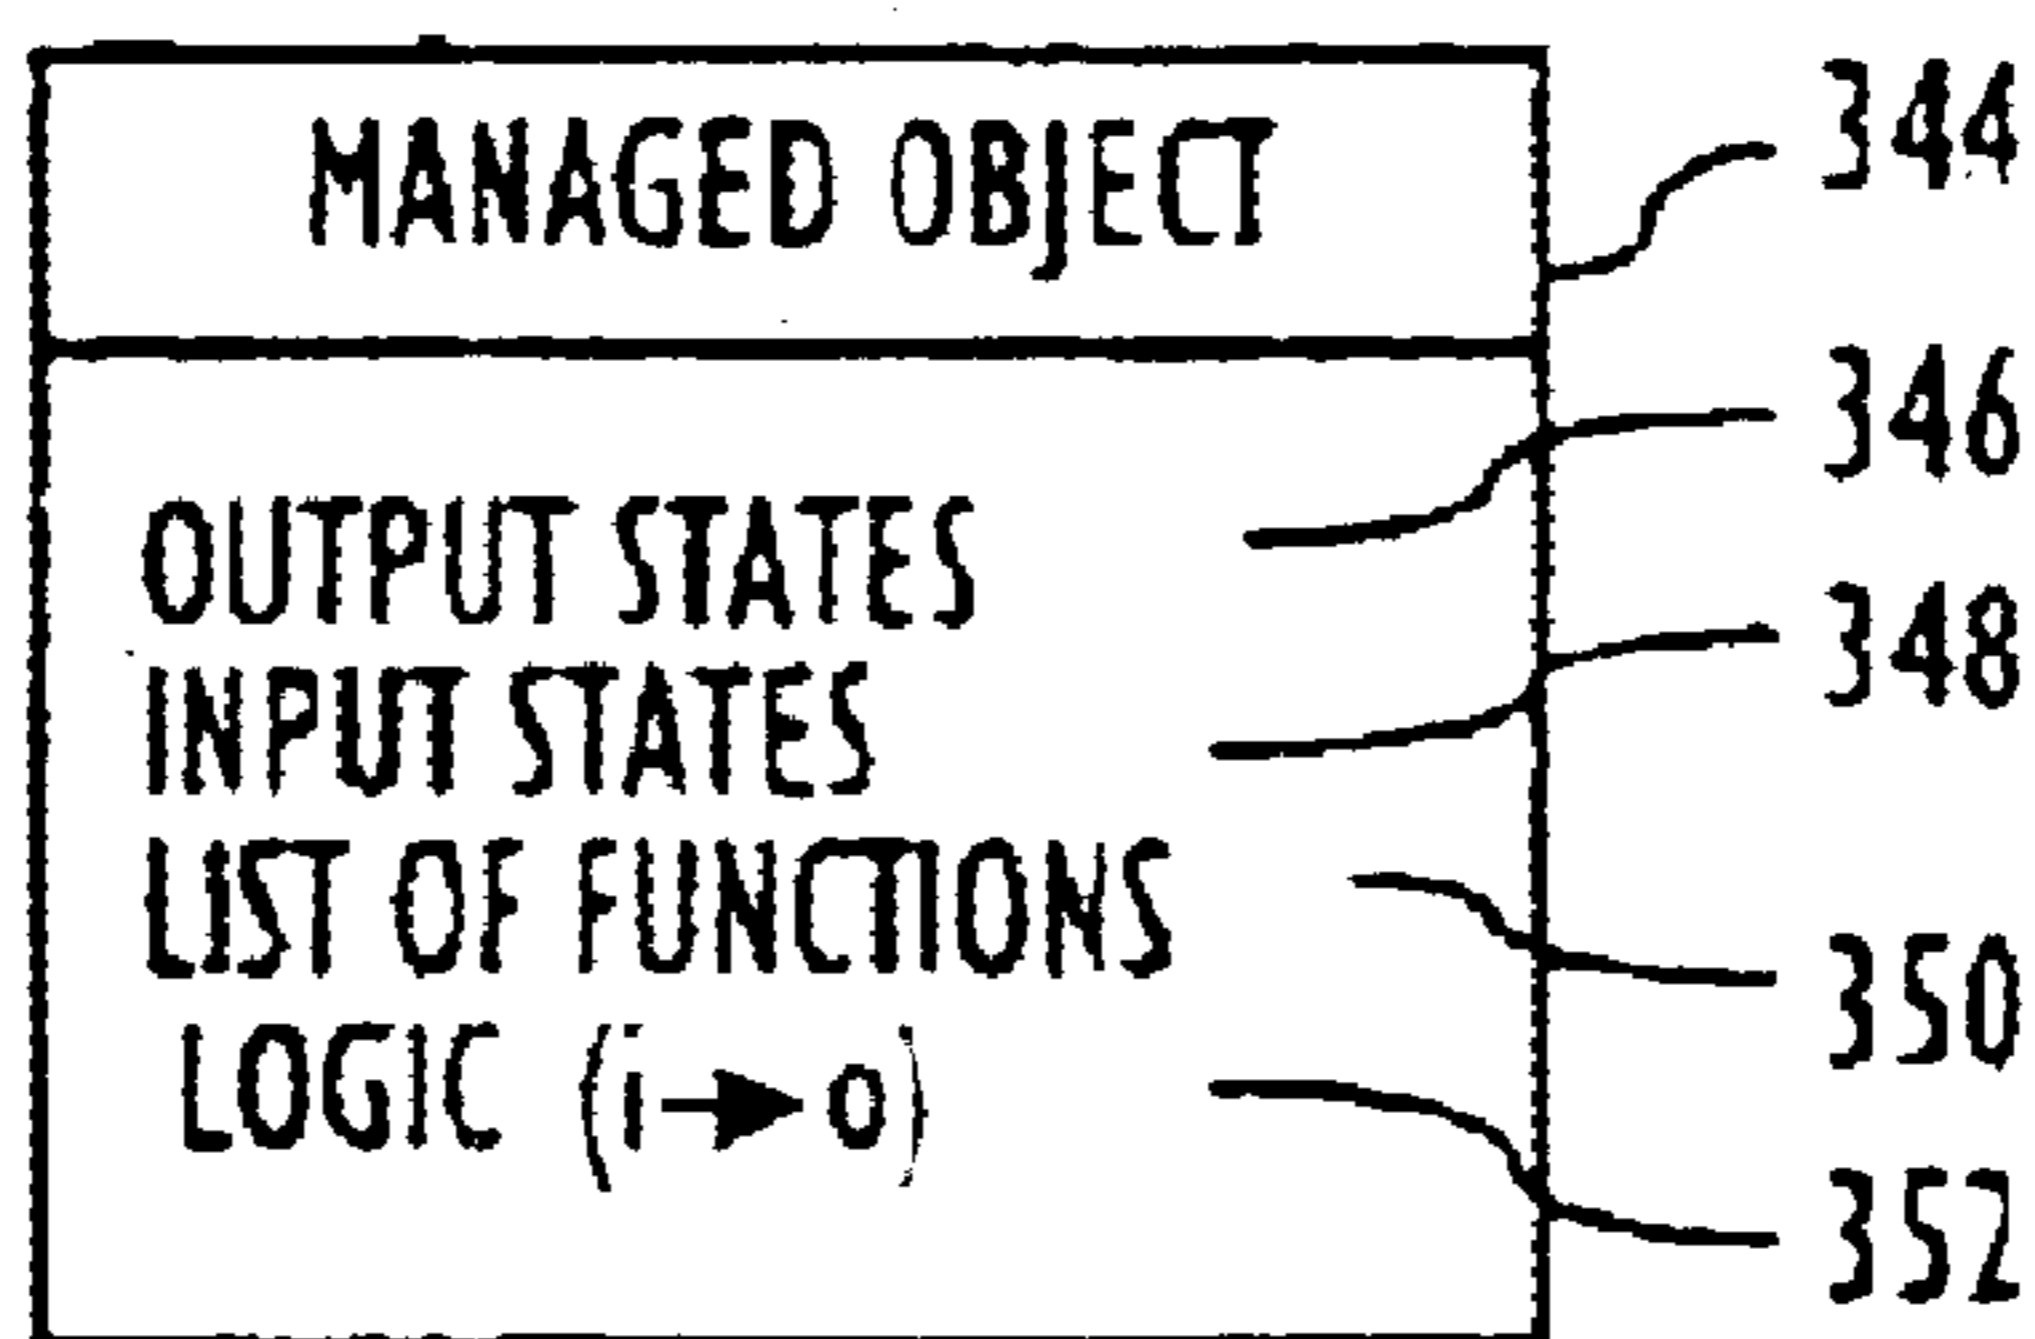 MANAGED OBJECT
344
346
OUTPUT STATES
348
INPUT STATES
LIST OF FUNCTIONS
350
LOGIC (i→o)
352